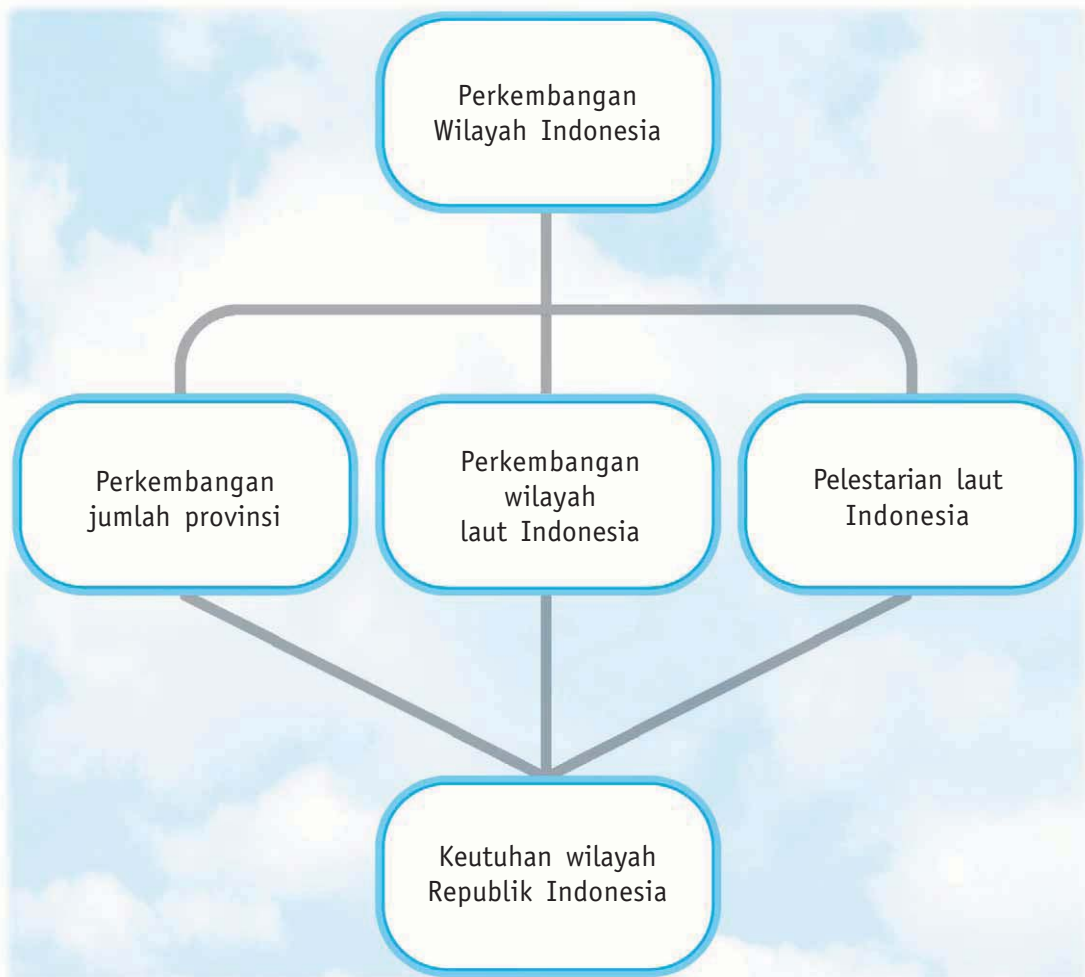 Perkembangan
Wilayah Indonesia
Perkembangan
jumlah provinsi
Perkembangan
wilayah
laut Indonesia
Pelestarian laut
Indonesia
Keutuhan wilayah
Republik Indonesia